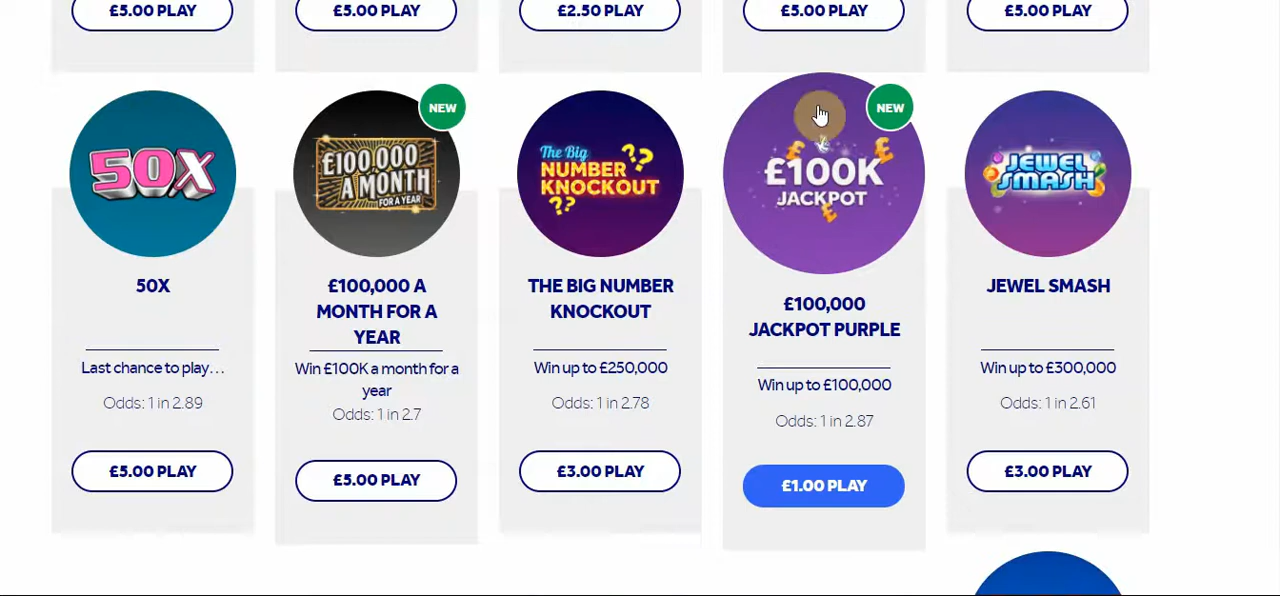 £5.00 PLAY
£5.00 PLAY
£2.50 PLAY
£5.00 PLAY
£5.00 PLAY
50X
50X
Last chance to play...
Odds: 1 in 2.89
£5.00 PLAY
NEW
£100,000
A MONTH
FOR A YEAR
£100,000 A
MONTH FOR A
YEAR
Win £100K a month for a
year
Odds: 1 in 2.7
£5.00 PLAY
The Big
NUMBER ??
KNOCKOUT
??
THE BIG NUMBER
KNOCKOUT
Win up to £250,000
Odds: 1 in 2.78
£3.00 PLAY
NEW
£ £
£100K
JACKPOT
£
£100,000
JACKPOT PURPLE
Win up to £100,000
Odds: 1 in 2.87
£1.00 PLAY
JEWEL
SMASH
JEWEL SMASH
Win up to £300,000
Odds: 1 in 2.61
£3.00 PLAY